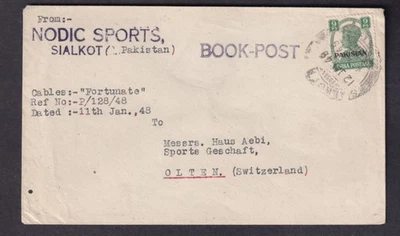 From:-
NODIC SPORTS,
SIALKOT (W.Pakistan)
BOOK-POST
9
PAKISTAN
INDIA POSTAGE
Cables:-"Fortunate"
Ref No:-P/128/48
Dated :-11th Jan.,48
To
Messrs. Haus Aebi,
Sports Geschaft,
OLTEN, (Switzerland)